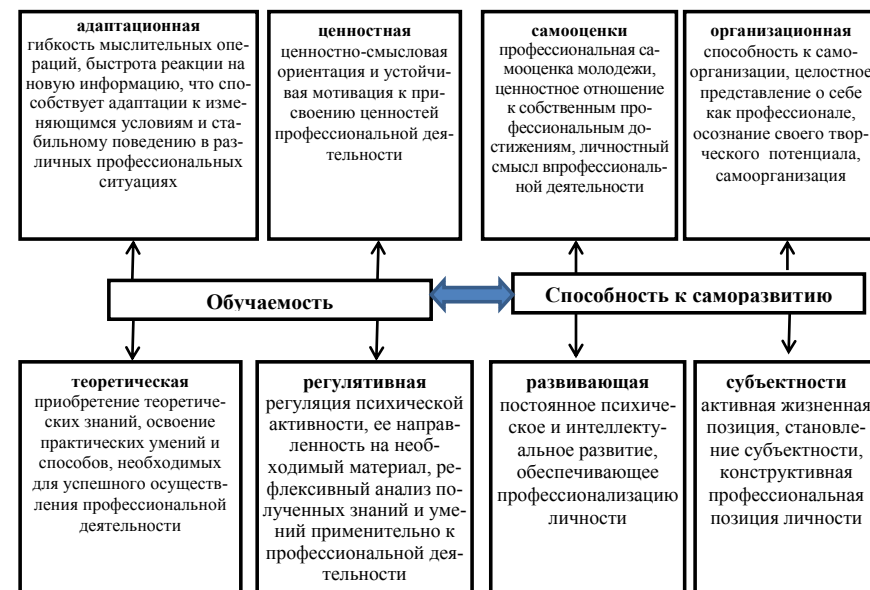 адаптационная
гибкость мыслительных опе-
раций, быстрота реакции на
новую информацию, что спо-
собствует адаптации к изме-
няющимся условиям и ста-
бильному поведению в раз-
личных профессиональных
ситуациях
ценностная
ценностно-смысловая
ориентация и устойчи-
вая мотивация к при-
своению ценностей
профессиональной дея-
тельности
самооценки
профессиональная са-
мооценка молодежи,
ценностное отношение
к собственным про-
фессиональным до-
стижениям, личностный
смысл впрофессиональ-
ной деятельности
организационная
способность к само-
организации, целостное
представление о себе
как профессионале,
осознание своего твор-
ческого потенциала,
самоорганизация
Обучаемость
Способность к саморазвитию
теоретическая
приобретение теоретиче-
ских знаний, освоение
практических умений и
способов, необходимых
для успешного осуществ-
ления профессиональной
деятельности
регулятивная
регуляция психической
активности, ее направ-
ленность на необ-
ходимый материал, ре-
флексивный анализ по-
лученных знаний и уме-
ний применительно к
профессиональной дея-
тельности
развивающая
постоянное психиче-
ское и интеллекту-
альное развитие,
обеспечивающее
профессионализацию
личности
субъектности
активная жизненная
позиция, становле-
ние субъектности,
конструктивная
профессиональная
позиция личности